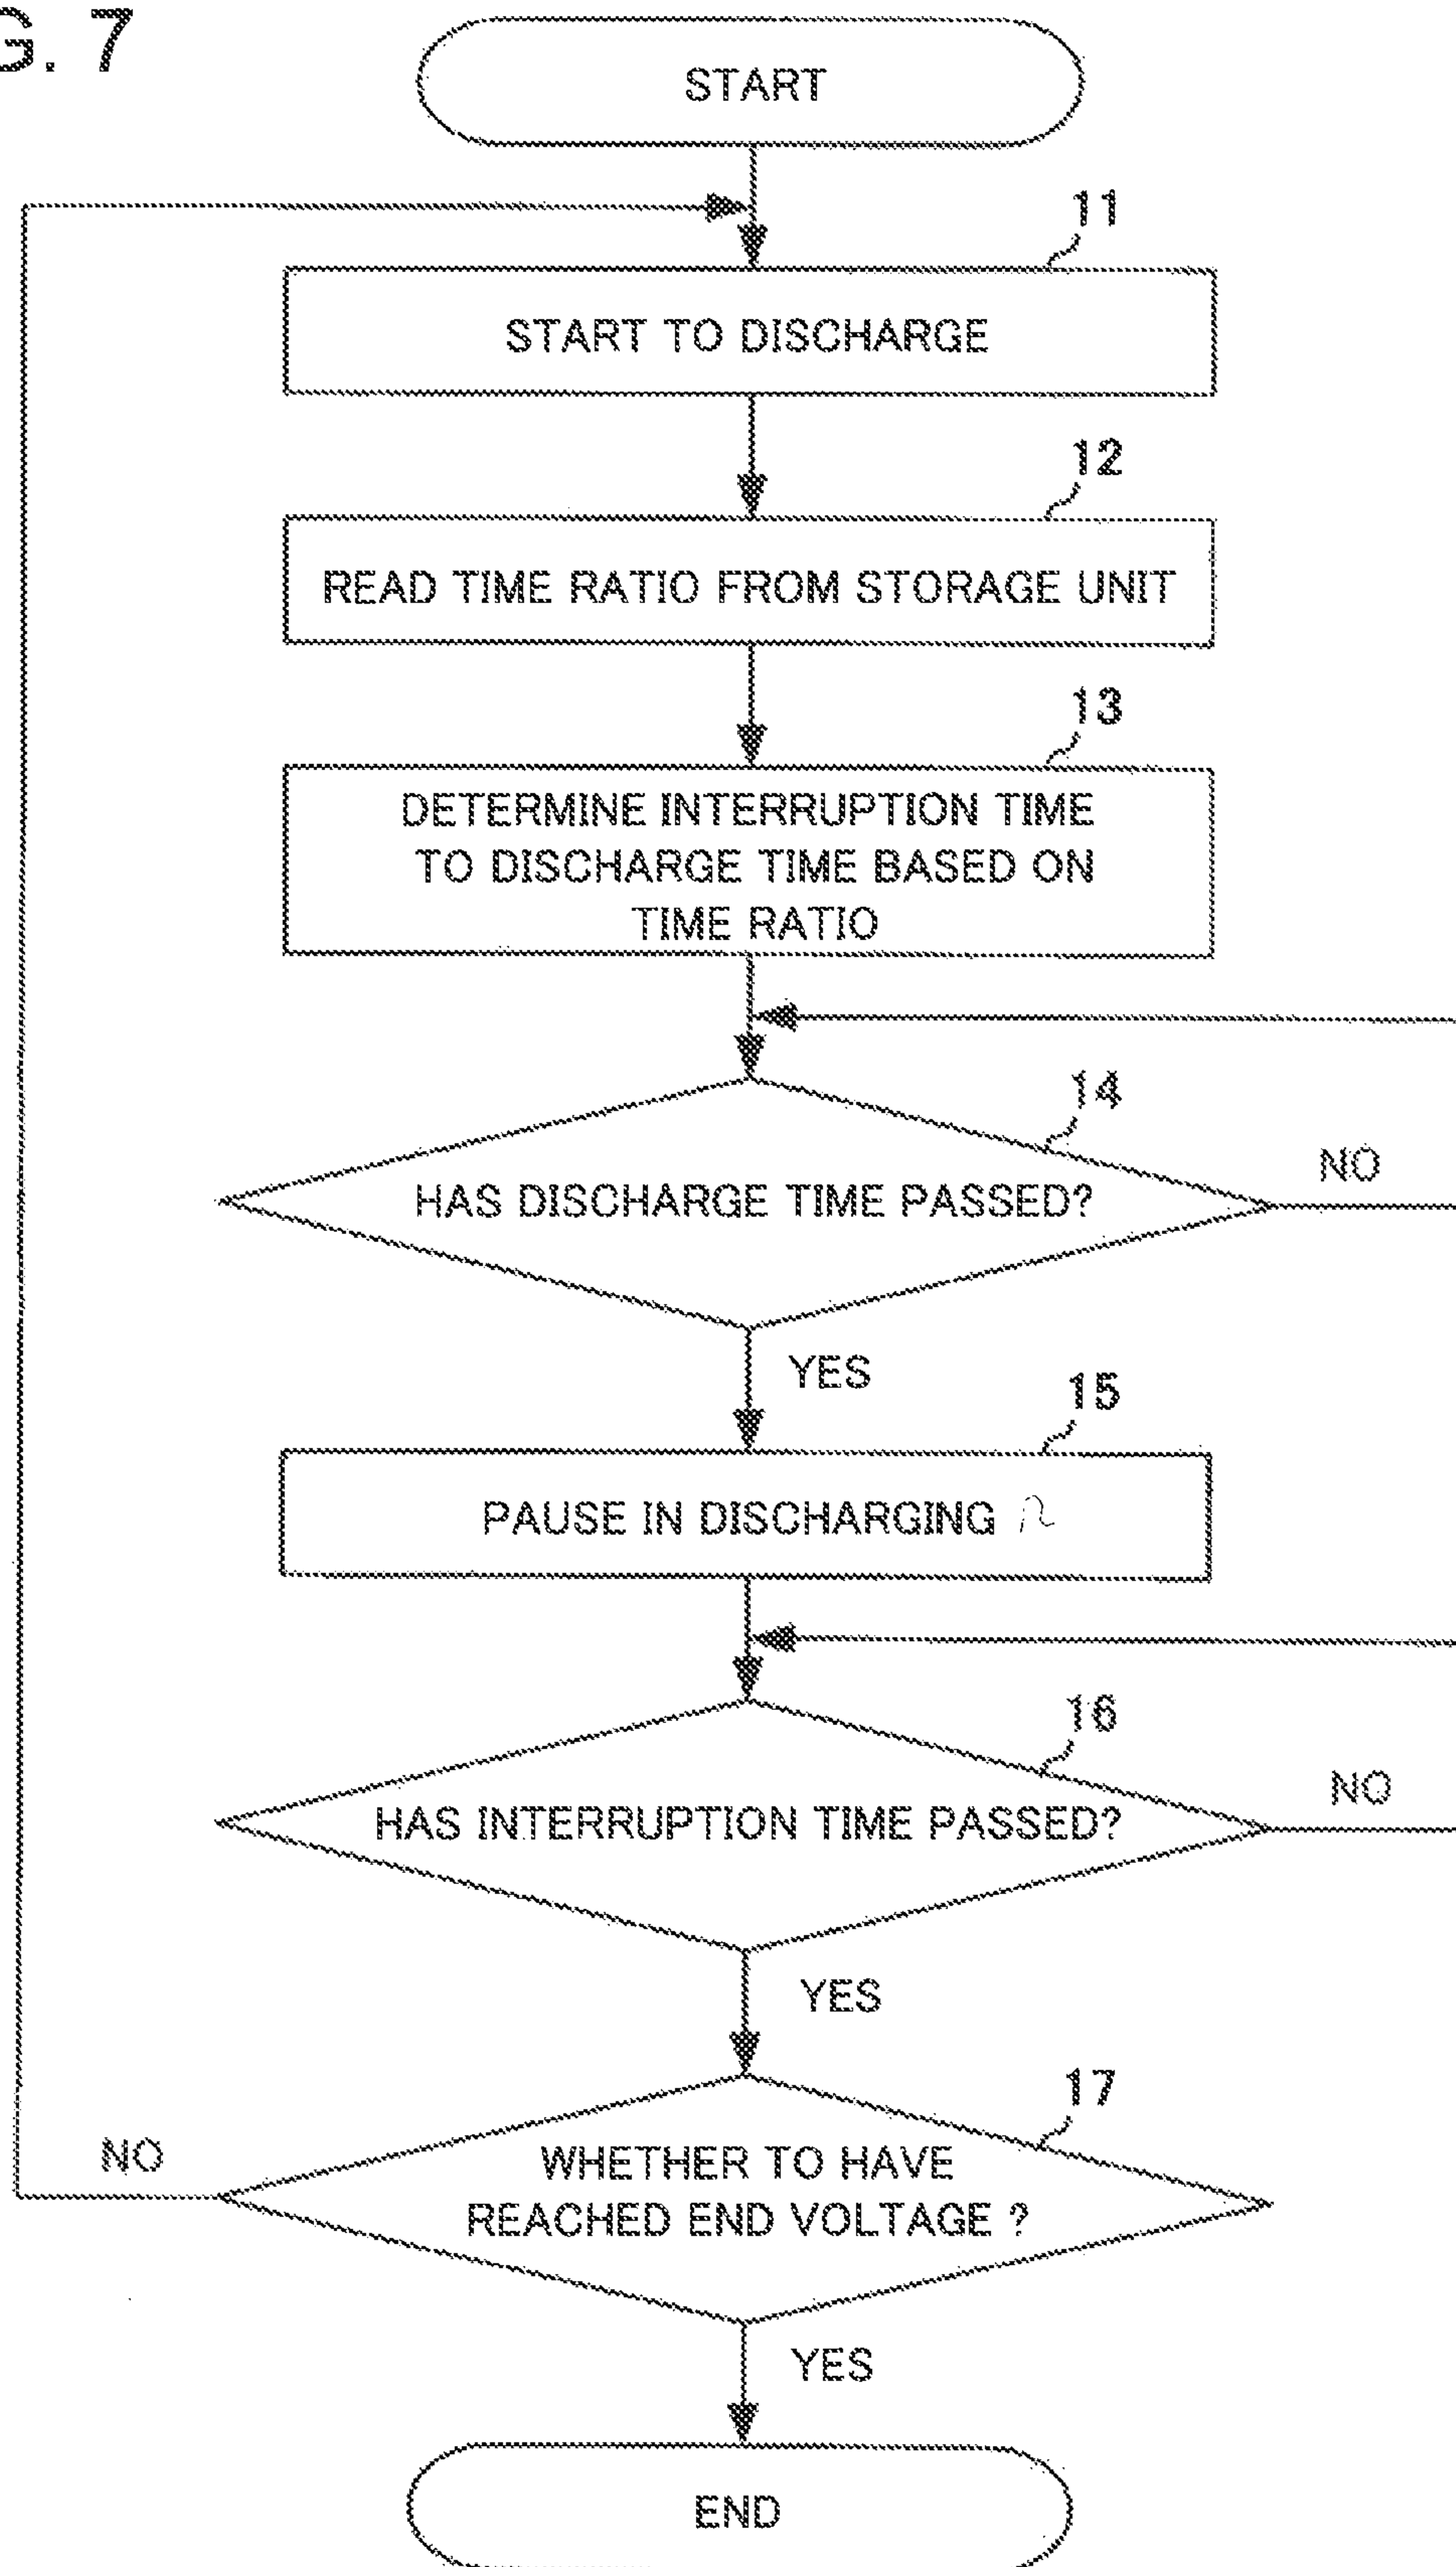 G. 7
START
11
START TO DISCHARGE
12
READ TIME RATIO FROM STORAGE UNIT
13
DETERMINE INTERRUPTION TIME
TO DISCHARGE TIME BASED ON
TIME RATIO
14
HAS DISCHARGE TIME PASSED?
NO
YES
15
PAUSE IN DISCHARGING
16
HAS INTERRUPTION TIME PASSED?
NO
YES
17
WHETHER TO HAVE
REACHED END VOLTAGE ?
NO
YES
END